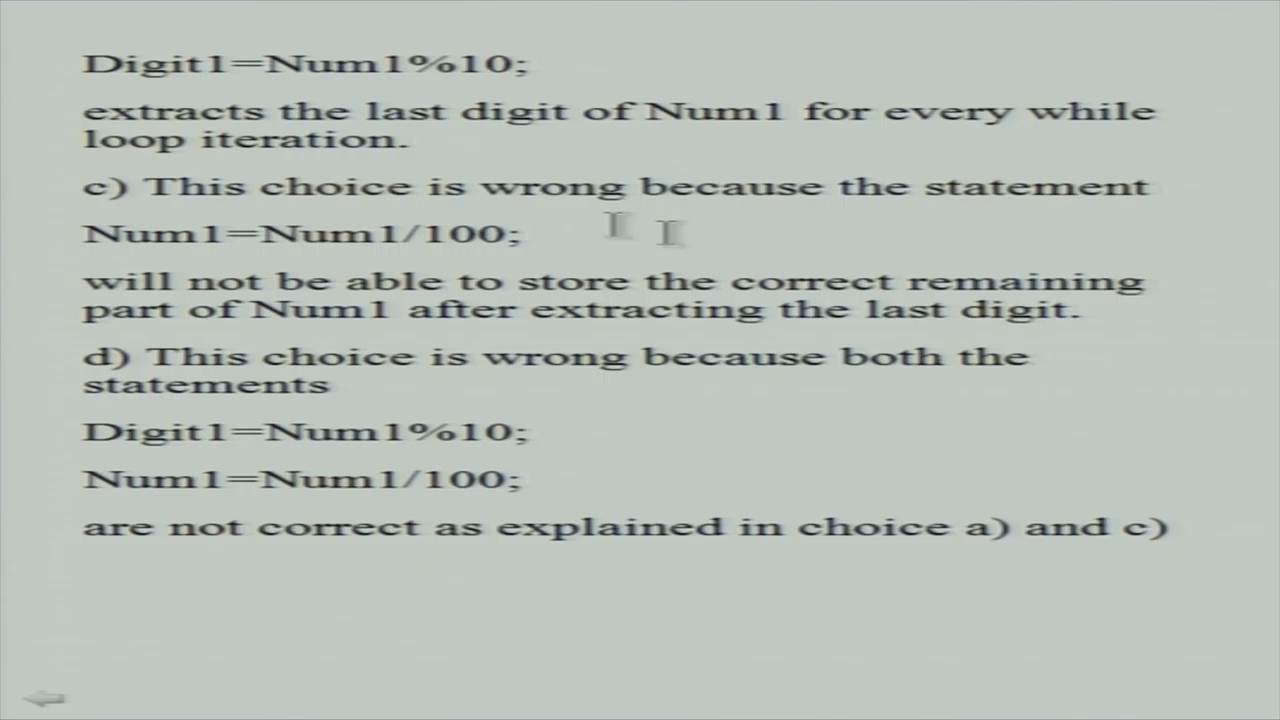 Digit1=Num1%10;
extracts the last digit of Num1 for every while
loop iteration.
c) This choice is wrong because the statement
Num1=Num1/100;
will not be able to store the correct remaining
part of Num1 after extracting the last digit.
d) This choice is wrong because both the
statements
Digit1=Num1%10;
Num1=Num1/100;
are not correct as explained in choice a) and c)